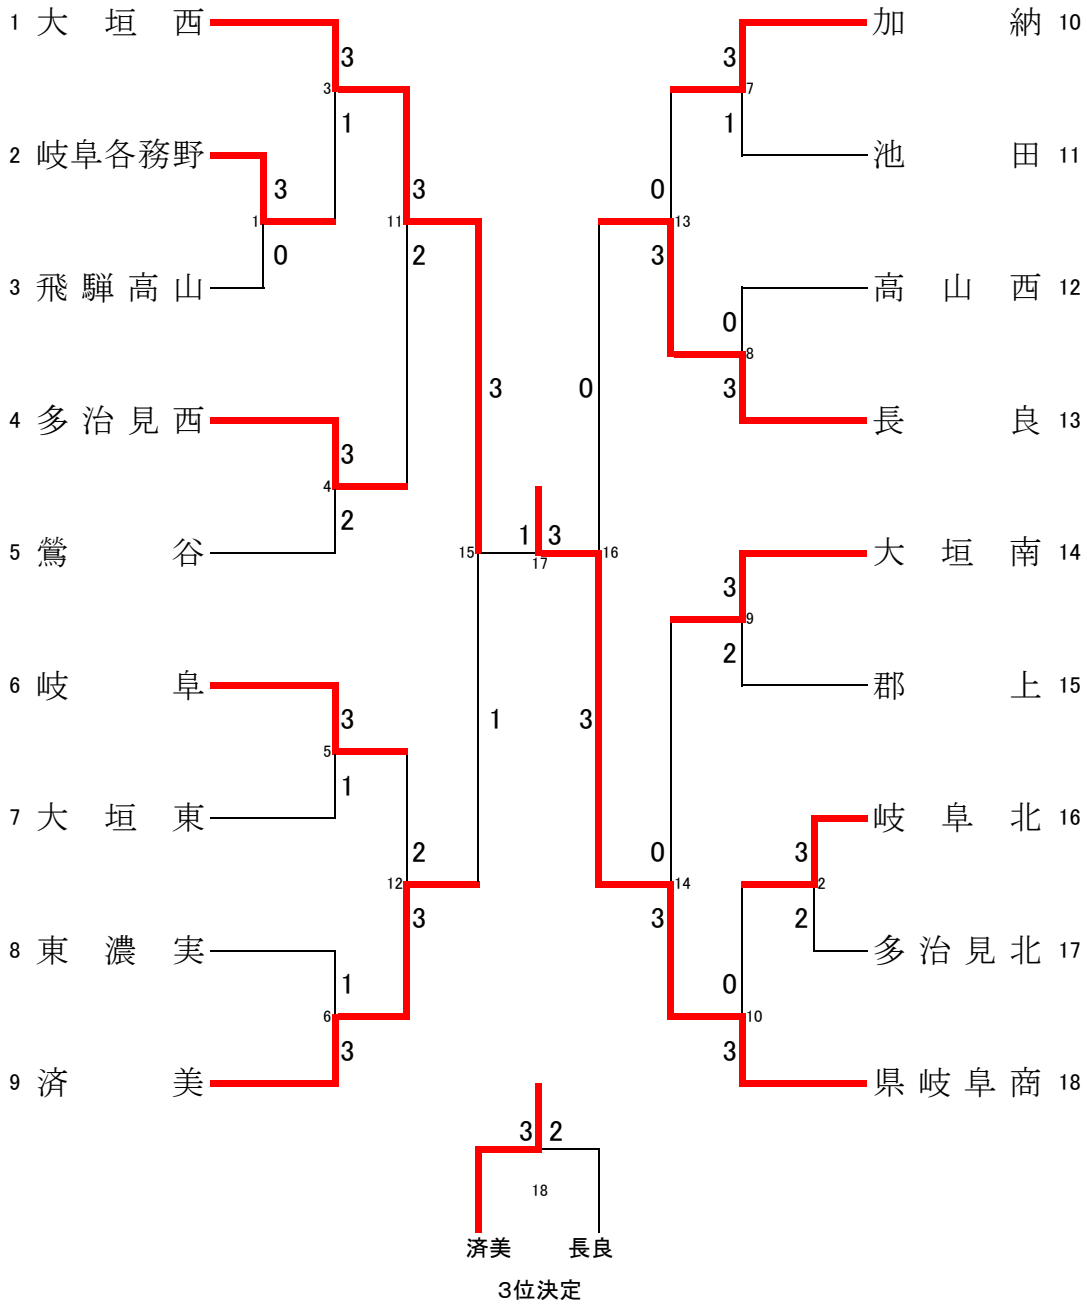 1 大垣西
3
3
1
2 岐阜各務野
3
1
0
3 飛騨高山
3
11
2
4 多治見西
3
4
2
5 鶯谷
3
15
1
6 岐阜
3
5
1
7 大垣東
2
12
3
8 東濃実
1
6
3
9 済美
1 3
17
加納 10
3
7
1
池田 11
0
13
3
高山西 12
0
8
3
長良 13
0
16
3
大垣南 14
3
9
2
郡上 15
0
14
3
岐阜北 16
3
2
2
多治見北 17
0
10
3
県岐阜商 18
3 2
18
済美 長良
3位決定